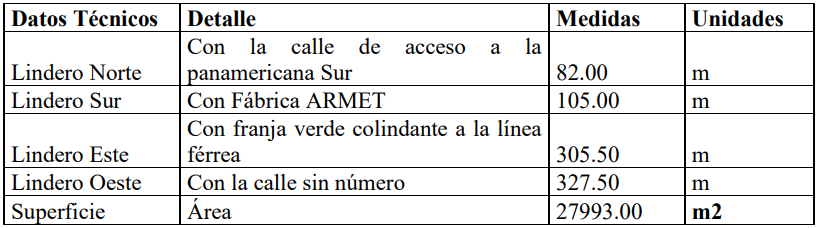 Datos Técnicos Detalle Medidas Unidades
Con la calle de acceso a la
Lindero Norte panamericana Sur 82.00 m
Lindero Sur Con Fábrica ARMET 105.00 m
Con franja verde colindante a la línea
Lindero Este férrea 305.50 m
Lindero Oeste Con la calle sin número 327.50 m
Superficie Área 27993.00 m2